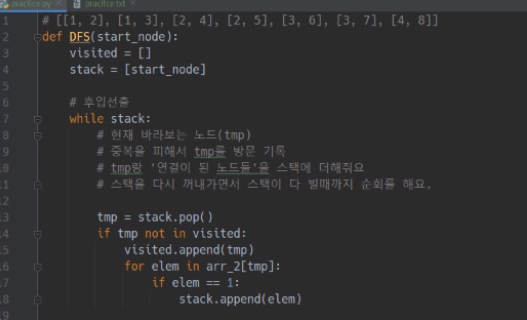 practice.py
pracitce.txt
1 # [[1, 2], [1, 3], [2, 4], [2, 5], [3, 6], [3, 7], [4, 8]]
2 def DFS(start_node):
3 visited = []
4 stack = [start_node]
5
6 # 후입선출
7 while stack:
8 # 현재 바라보는 노드(tmp)
9 # 중복을 피해서 tmp를 방문 기록
10 # tmp랑 '연결이 된 노드들'을 스택에 더해줘요
11 # 스택을 다시 꺼내가면서 스택이 다 빌때까지 순회를 해요.
12
13 tmp = stack.pop()
14 if tmp not in visited:
15 visited.append(tmp)
16 for elem in arr_2[tmp]:
17 if elem == 1:
18 stack.append(elem)
19